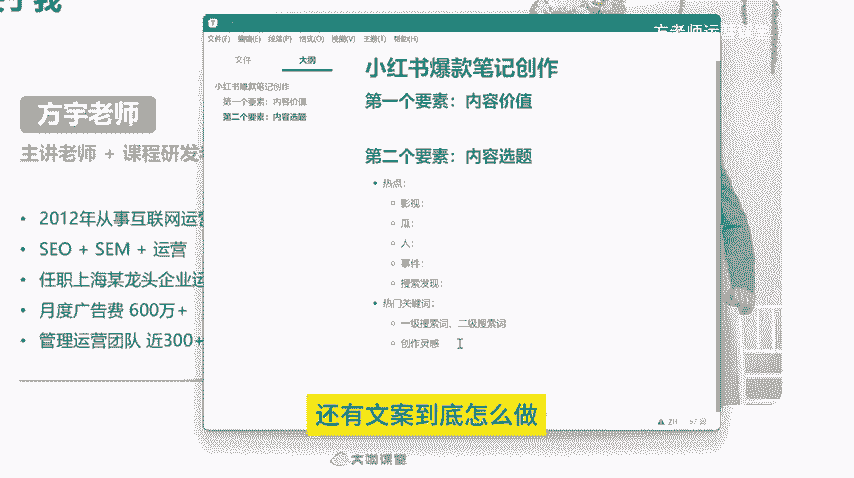 方老师运营课堂
文件(F) 编辑(E) 段落(P) 格式(O) 视图(V) 主题(T) 帮助(H)
文件 大纲
小红书爆款笔记创作
第一个要素：内容价值
第二个要素：内容选题
小红书爆款笔记创作
第一个要素：内容价值
第二个要素：内容选题
热点：
影视：
瓜：
人：
事件：
搜索发现：
热门关键词：
一级搜索词，二级搜索词
创作灵感
方宇老师
主讲老师 + 课程研发
2012年从事互联网运营
SEO + SEM + 运营
任职上海某龙头企业运
月度广告费 600万+
管理运营团队 近300+
还有文案到底怎么做